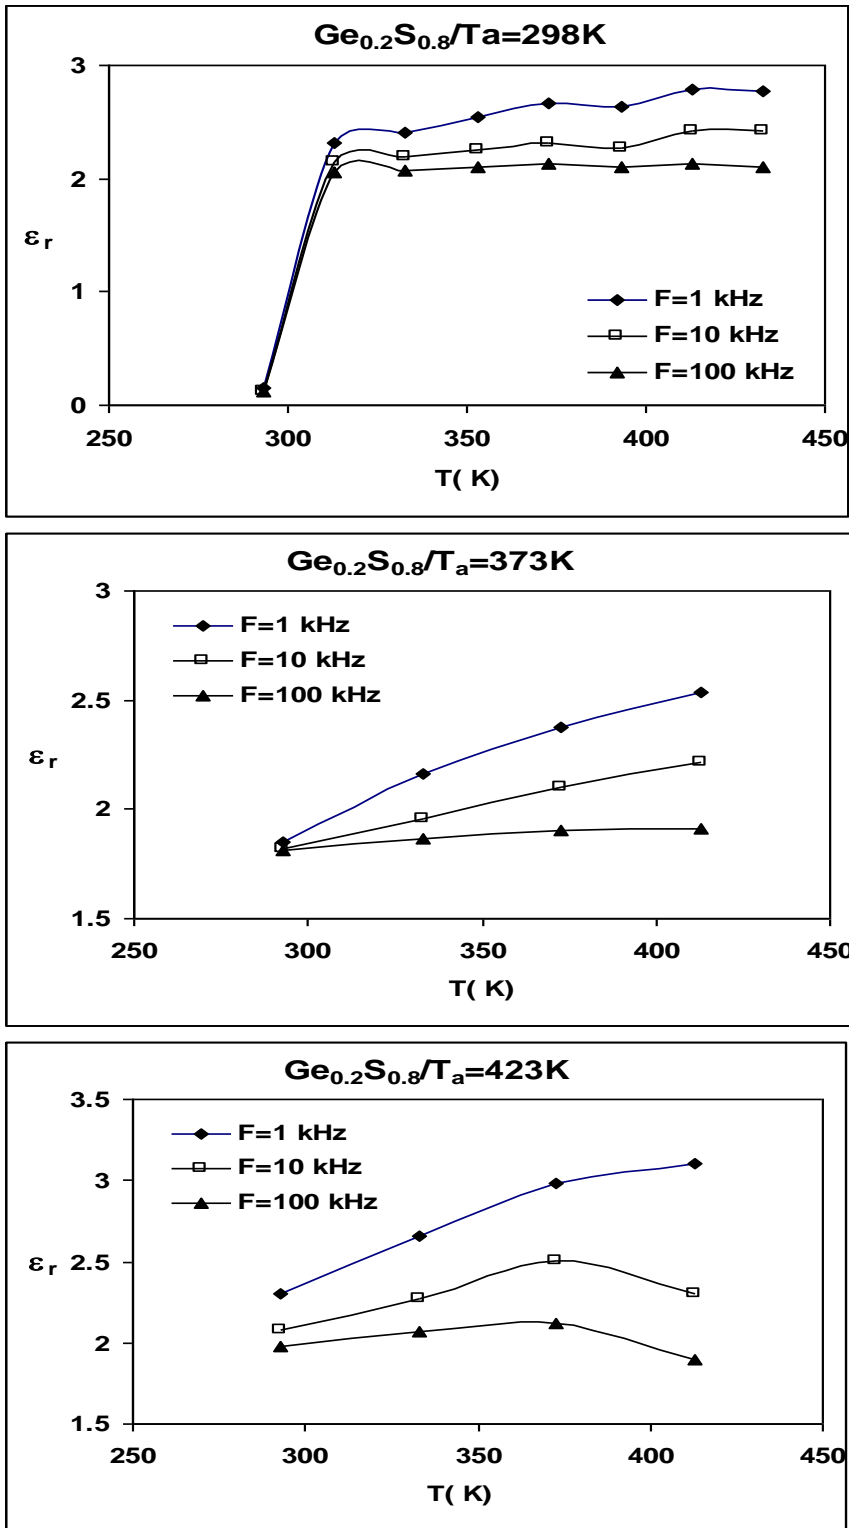 Ge0.2S0.8/Ta=298K
3
2
1
0
εr
250 300 350 400 450
T( K)
F=1 kHz
F=10 kHz
F=100 kHz
Ge0.2S0.8/Ta=373K
3
2.5
2
1.5
εr
250 300 350 400 450
T( K)
F=1 kHz
F=10 kHz
F=100 kHz
Ge0.2S0.8/Ta=423K
3.5
3
2.5
2
1.5
εr
250 300 350 400 450
T( K)
F=1 kHz
F=10 kHz
F=100 kHz